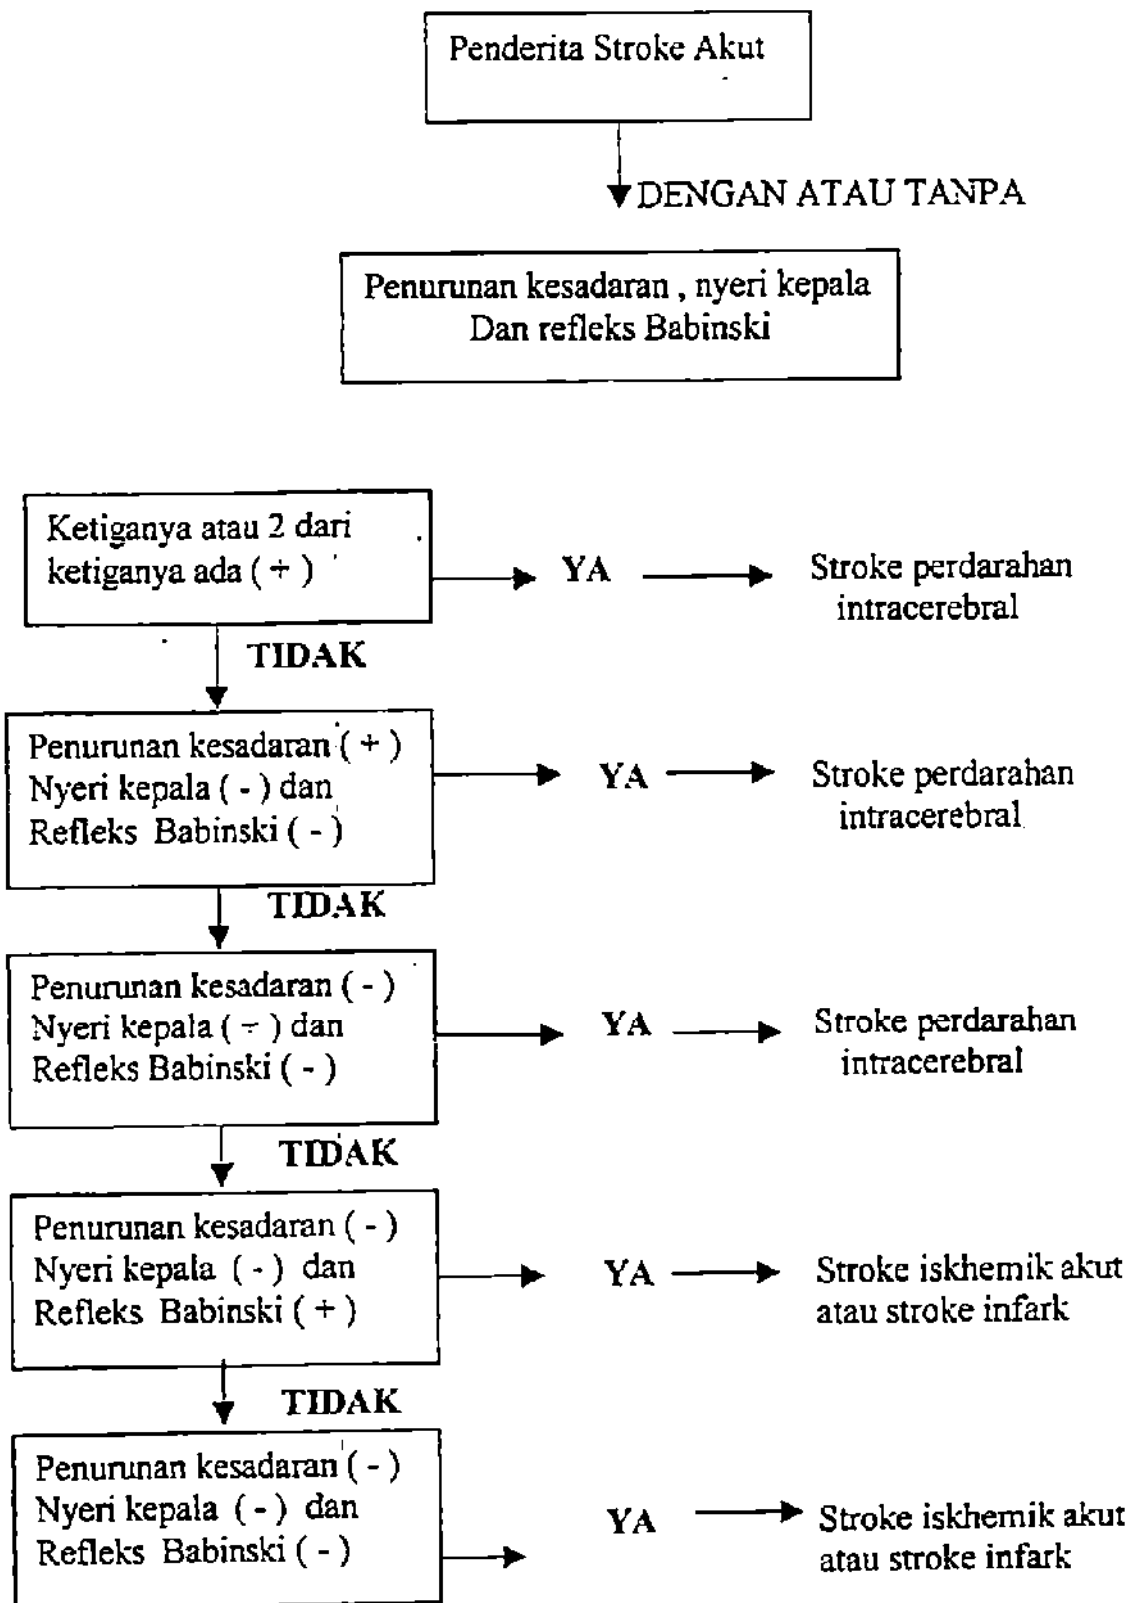 Penderita Stroke Akut
DENGAN ATAU TANPA
Penurunan kesadaran , nyeri kepala
Dan refleks Babinski
Ketiganya atau 2 dari
ketiganya ada ( + )
YA
Stroke perdarahan
intracerebral
TIDAK
Penurunan kesadaran ( + )
Nyeri kepala ( - ) dan
Refleks Babinski ( - )
YA
Stroke perdarahan
intracerebral
TIDAK
Penurunan kesadaran ( - )
Nyeri kepala ( + ) dan
Refleks Babinski ( - )
YA
Stroke perdarahan
intracerebral
TIDAK
Penurunan kesadaran ( - )
Nyeri kepala ( - ) dan
Refleks Babinski ( + )
YA
Stroke iskhemik akut
atau stroke infark
TIDAK
Penurunan kesadaran ( - )
Nyeri kepala ( - ) dan
Refleks Babinski ( - )
YA
Stroke iskhemik akut
atau stroke infark